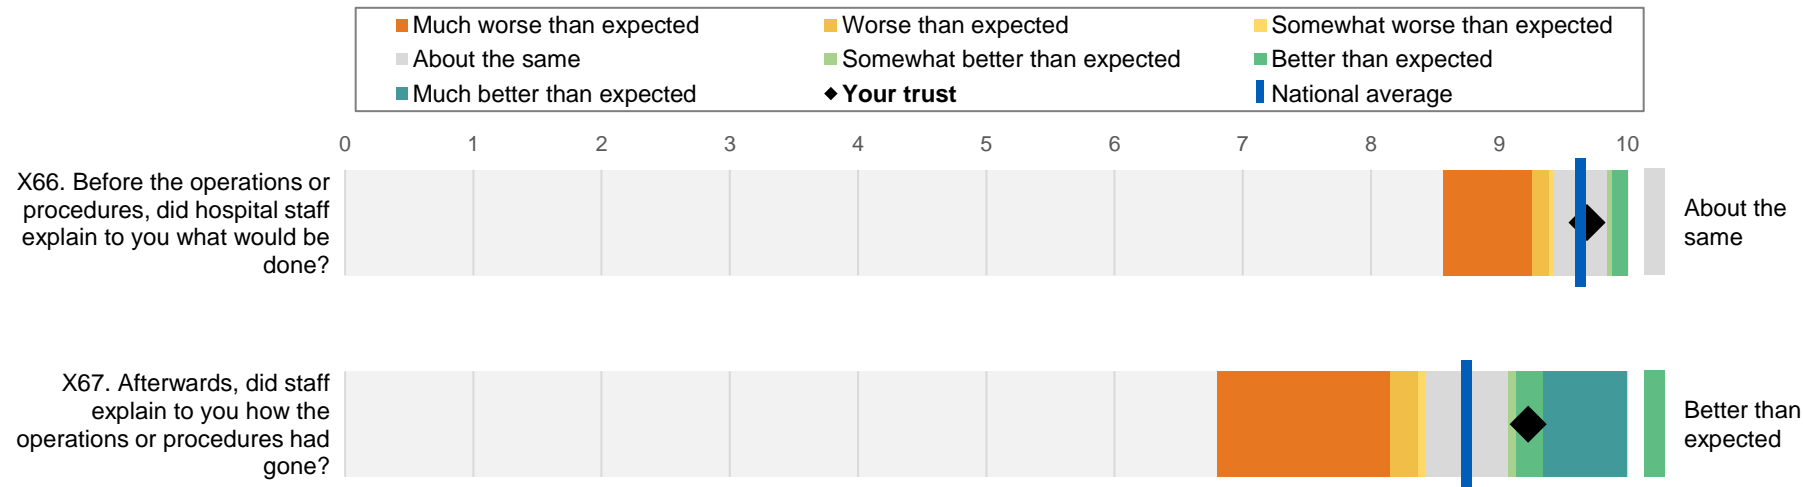 Much worse than expected
Worse than expected
Somewhat worse than expected
About the same
Somewhat better than expected
Better than expected
Much better than expected
Your trust
National average
0 1 2 3 4 5 6 7 8 9 10
X66. Before the operations or
procedures, did hospital staff
explain to you what would be
done?
About the
same
X67. Afterwards, did staff
explain to you how the
operations or procedures had
gone?
Better than
expected